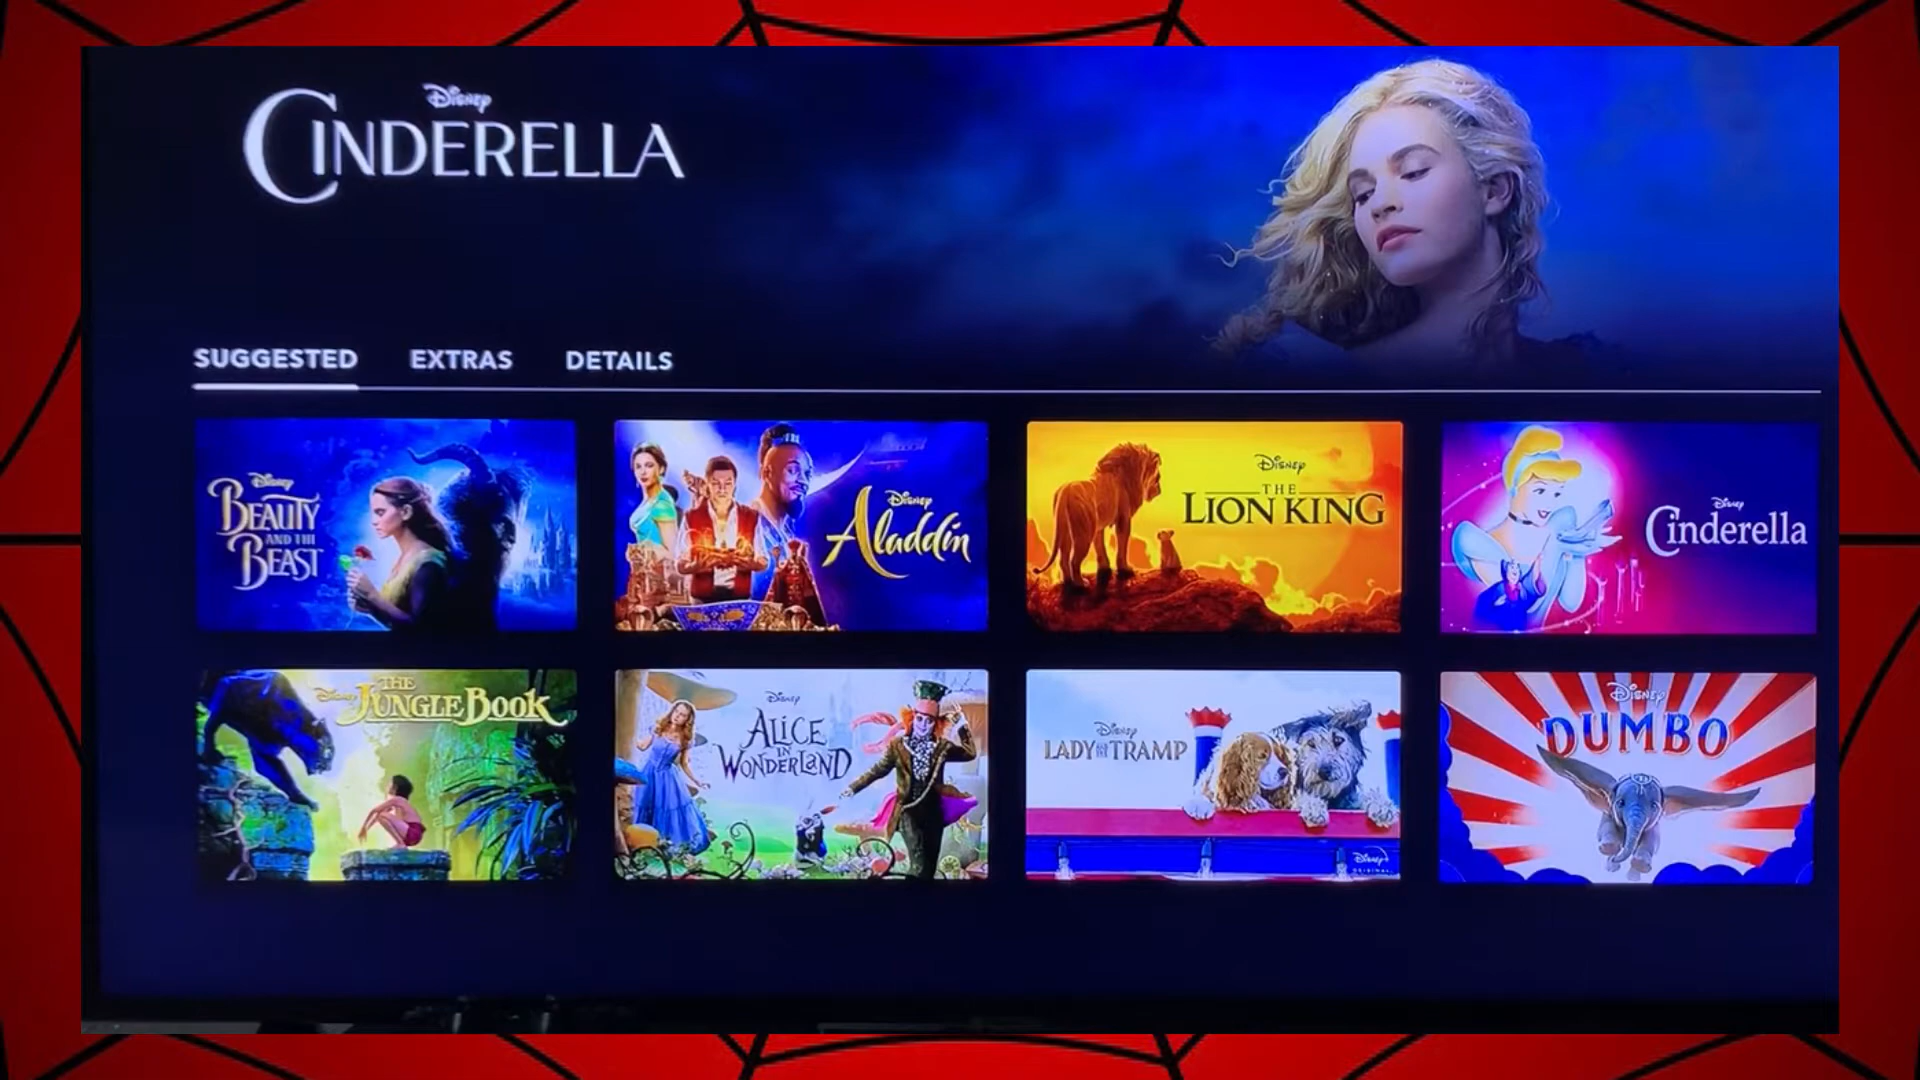 Disney
CINDERELLA
SUGGESTED EXTRAS DETAILS
Disney
BEAUTY
AND THE
BEAST
Disney
Aladdin
Disney
THE
LION KING
Disney
Cinderella
Disney
THE
JUNGLE BOOK
Disney
ALICE
IN
WONDERLAND
Disney
LADY AND THE TRAMP
Disney+
ORIGINAL
Disney
DUMBO